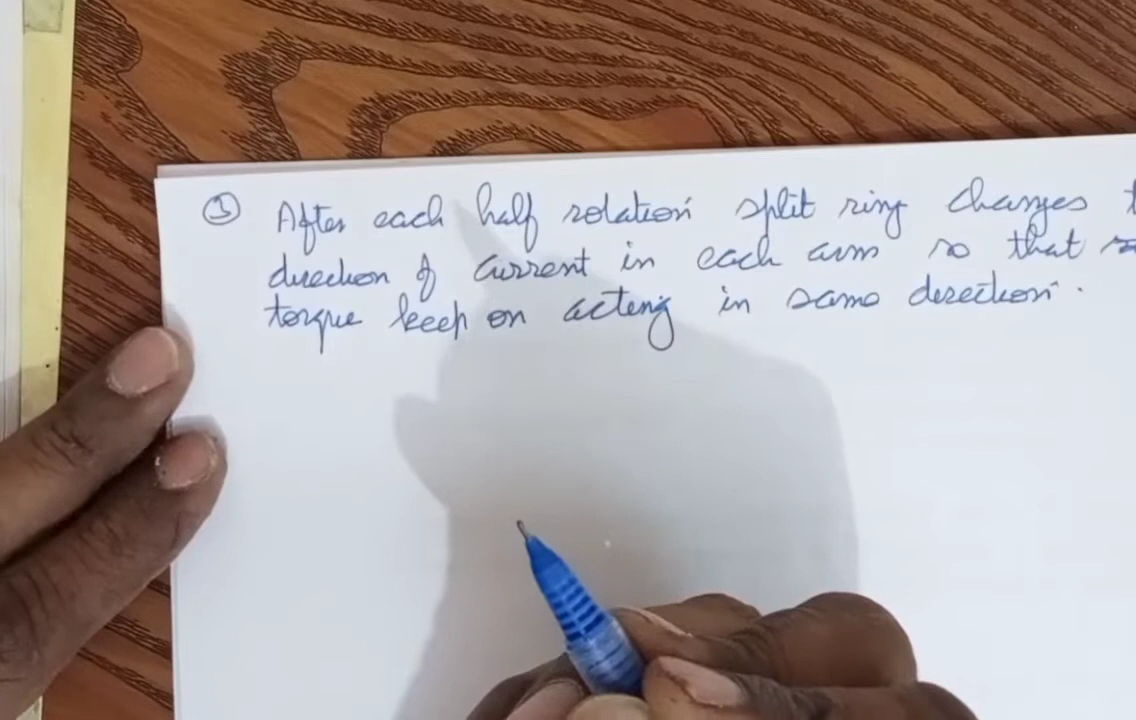 ③ After each half rotation split ring changes
direction of current in each arm so that
torque keep on acting in same direction.